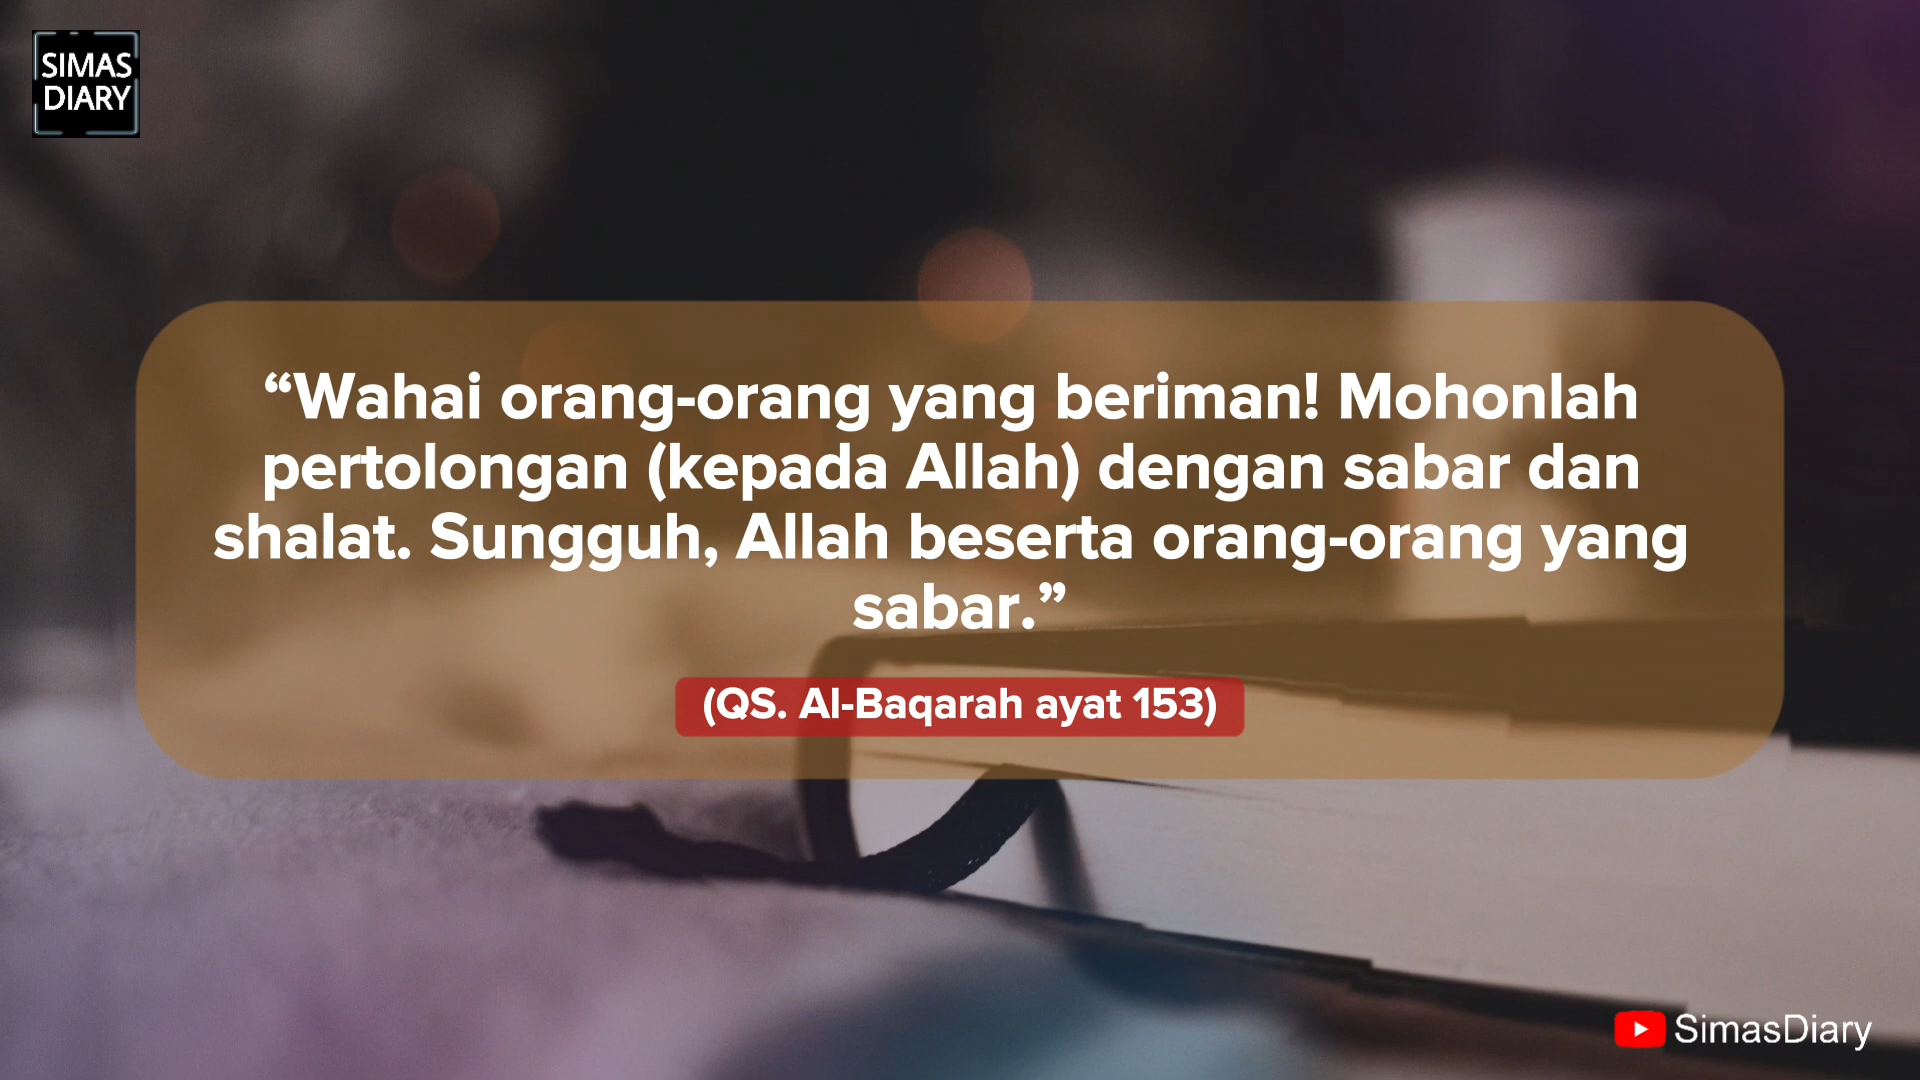 SIMAS
DIARY
“Wahai orang-orang yang beriman! Mohonlah
pertolongan (kepada Allah) dengan sabar dan
shalat. Sungguh, Allah beserta orang-orang yang
sabar.”
(QS. Al-Baqarah ayat 153)
SimasDiary